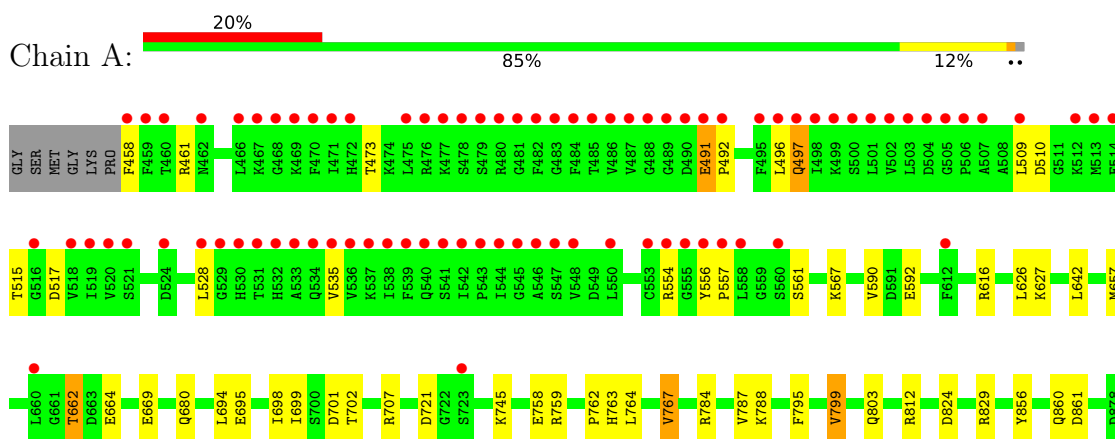 20%
Chain A:
85% 12% ••
GLY SER MET GLY LYS PRO F458 F459 T460 R461 N462 L466 K467 G468 K469 F470 I471 H472 T473 K474 L475 R476 K477 S478 S479 R480 G481 F482 G483 F484 T485 V486 V487 G488 G489 D490 E491 P492 F495 L496 Q497 I498 K499 S500 L501 V502 L503 D504 G505 P506 A507 A508 L509 D510 G511 K512 M513
T515 G516 D517 V518 I519 V520 S521 D524 L528 G529 H530 T531 H532 A533 Q534 V535 V536 K537 I538 F539 Q540 S541 I542 P543 I544 G545 A546 S547 V548 D549 L550 C553 R554 G555 Y556 P557 L558 G559 S560 S561 K567 V590 D591 E592 F612 R616 L626 K627 L642 M657
L660 G661 T662 D663 E664 E669 Q680 L694 E695 I698 I699 S700 D701 T702 R707 D721 G722 S723 K745 E758 R759 P762 H763 L764 V767 R784 V787 K788 F795 V799 Q803 R812 D824 R829 Y856 Q860 D861